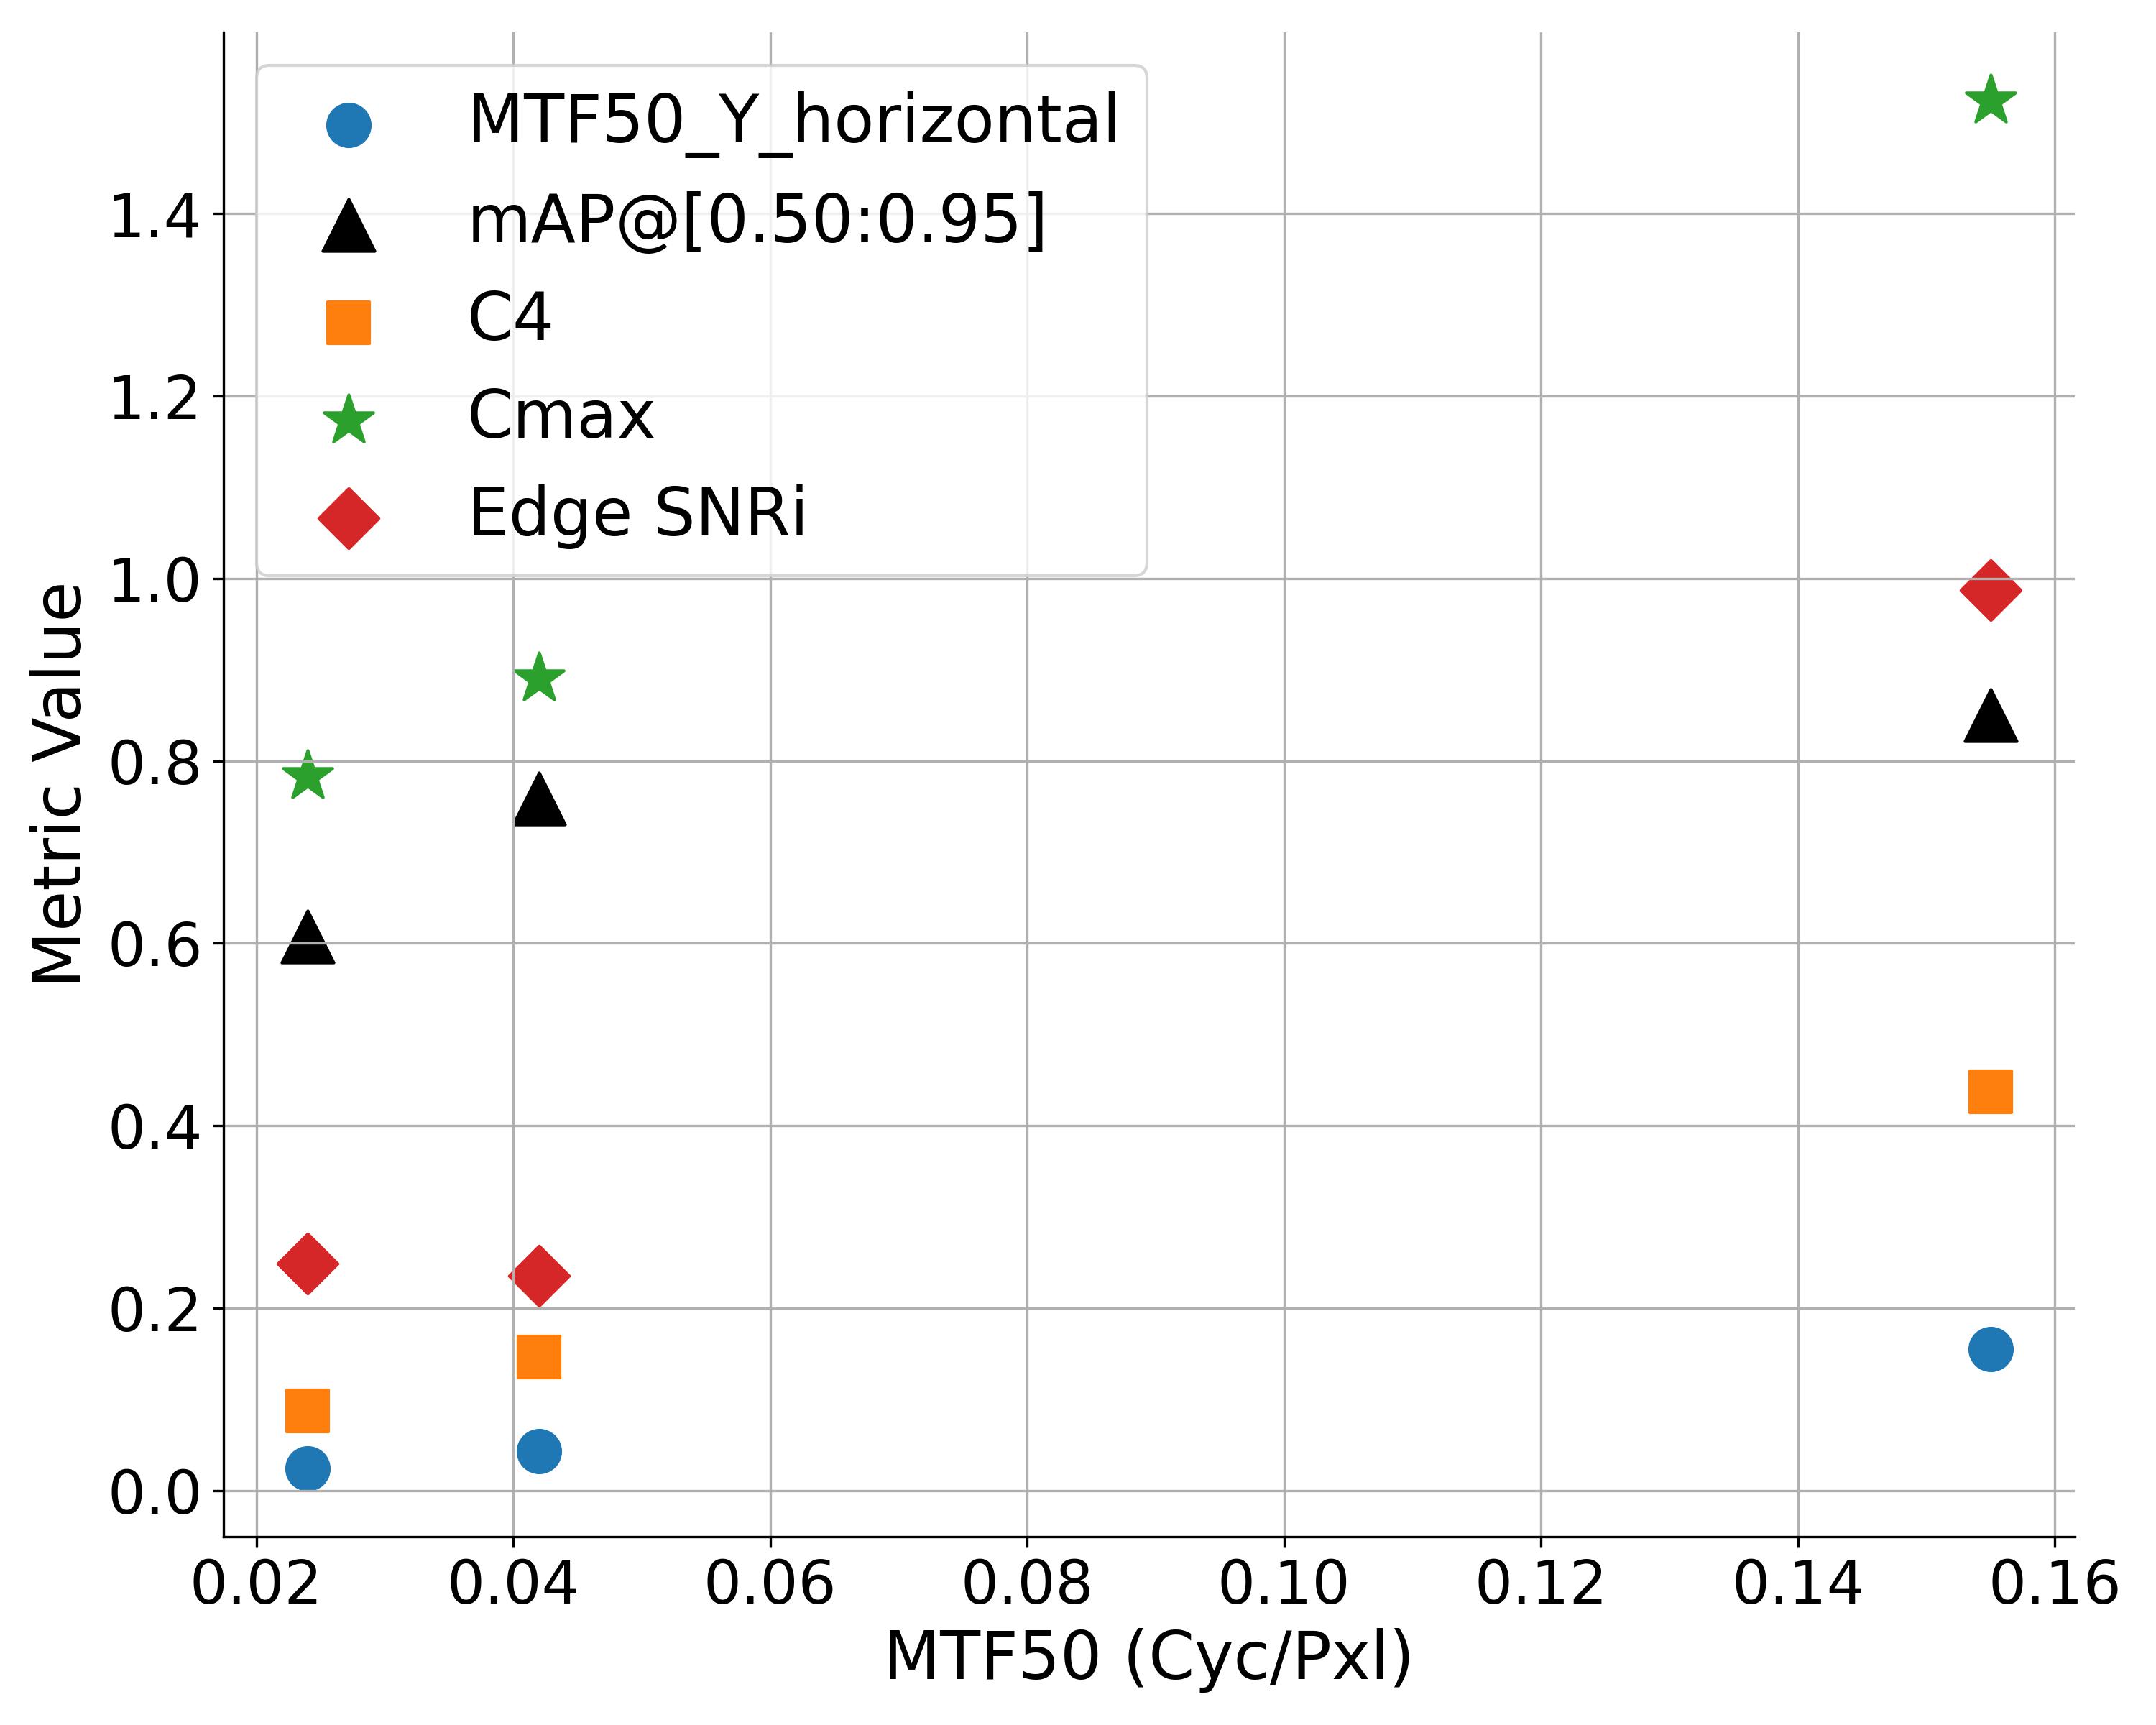 MTF50_Y_horizontal
mAP@[0.50:0.95]
C4
Cmax
Edge SNRi
Metric Value
1.4
1.2
1.0
0.8
0.6
0.4
0.2
0.0
0.02 0.04 0.06 0.08 0.10 0.12 0.14 0.16
MTF50 (Cyc/Pxl)